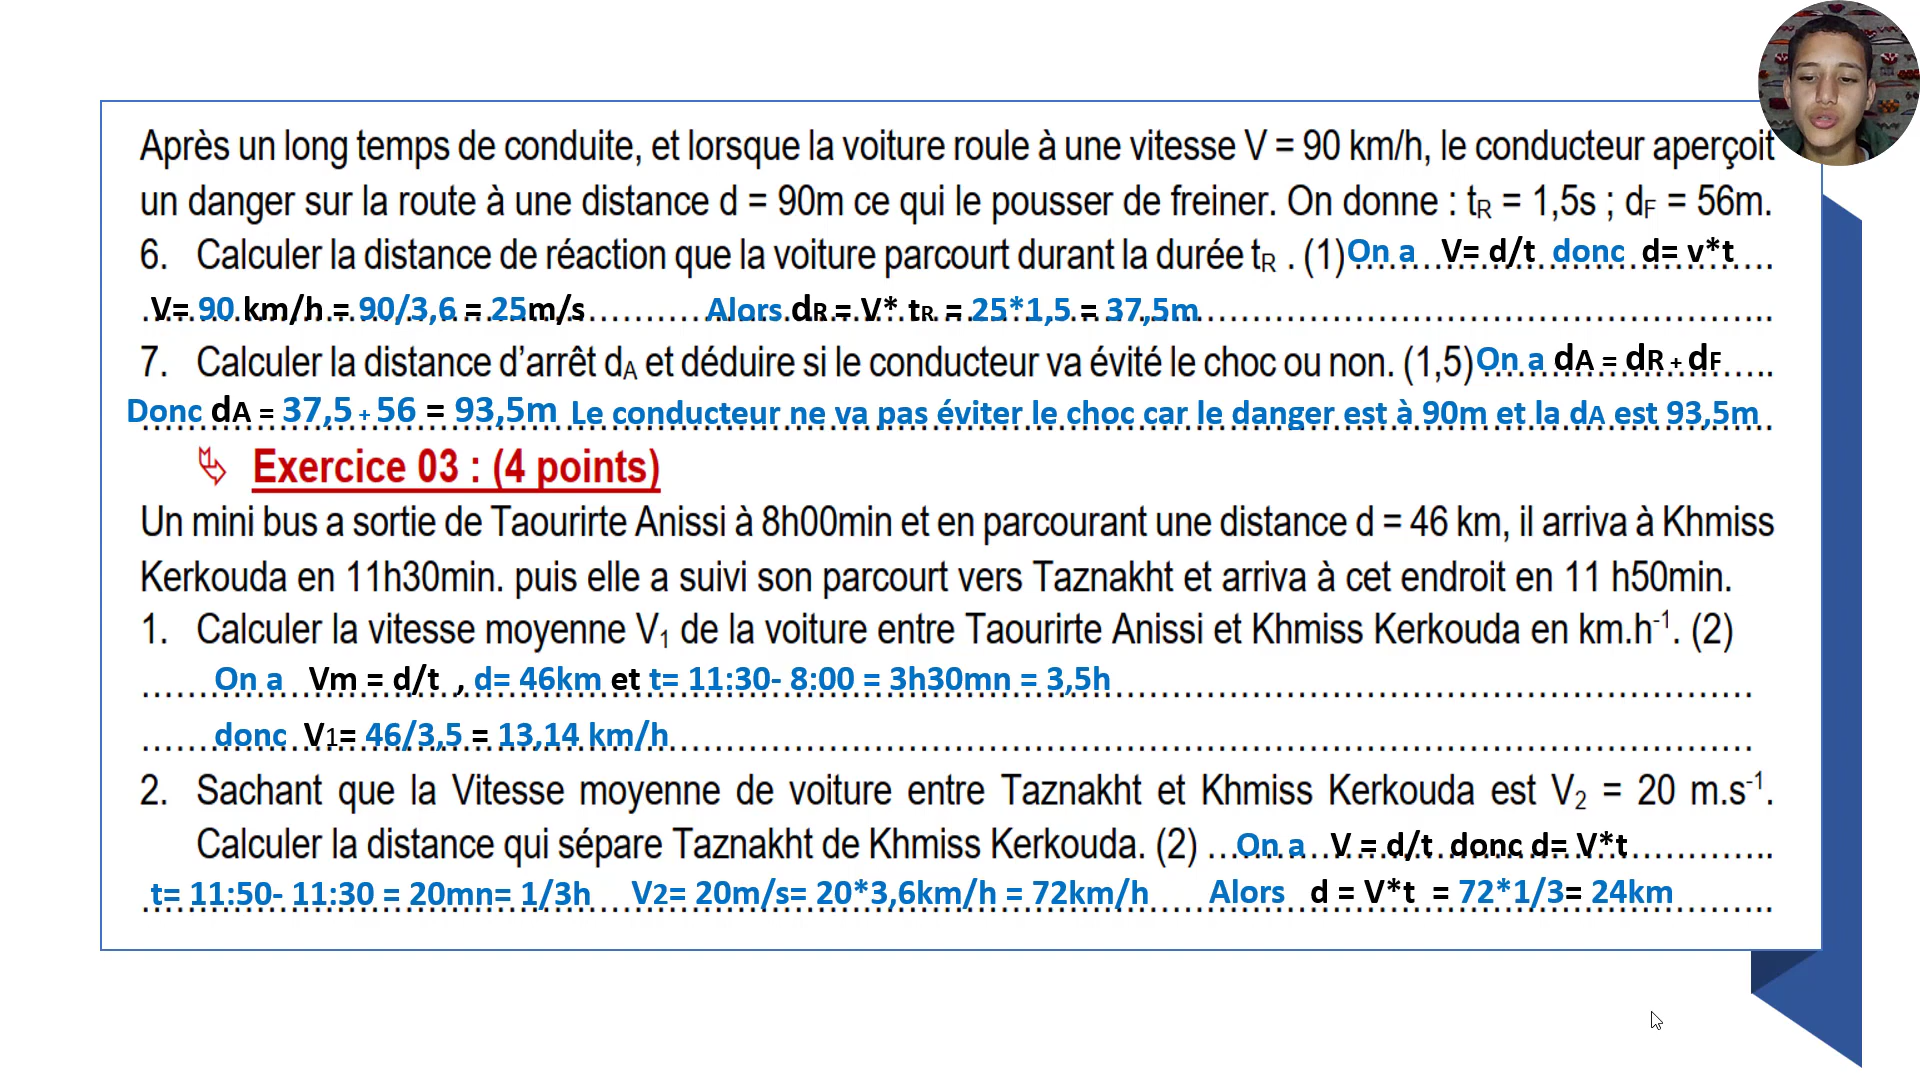 Après un long temps de conduite, et lorsque la voiture roule à une vitesse V = 90 km/h, le conducteur aperçoit
un danger sur la route à une distance d = 90m ce qui le pousser de freiner. On donne : tR = 1,5s ; dF = 56m.
6. Calculer la distance de réaction que la voiture parcourt durant la durée tR . (1) On a V= d/t donc d= v*t
V= 90 km/h = 90/3,6 = 25m/s Alors dR = V* tR = 25*1,5 = 37,5m
7. Calculer la distance d’arrêt dA et déduire si le conducteur va évité le choc ou non. (1,5) On a dA = dR + dF
Donc dA = 37,5 + 56 = 93,5m Le conducteur ne va pas éviter le choc car le danger est à 90m et la dA est 93,5m
Exercice 03 : (4 points)
Un mini bus a sortie de Taourirte Anissi à 8h00min et en parcourant une distance d = 46 km, il arriva à Khmiss
Kerkouda en 11h30min. puis elle a suivi son parcourt vers Taznakht et arriva à cet endroit en 11 h50min.
1. Calculer la vitesse moyenne V1 de la voiture entre Taourirte Anissi et Khmiss Kerkouda en km.h-1. (2)
On a Vm = d/t , d= 46km et t= 11:30- 8:00 = 3h30mn = 3,5h
donc V1= 46/3,5 = 13,14 km/h
2. Sachant que la Vitesse moyenne de voiture entre Taznakht et Khmiss Kerkouda est V2 = 20 m.s-1.
Calculer la distance qui sépare Taznakht de Khmiss Kerkouda. (2) On a V = d/t donc d= V*t
t= 11:50- 11:30 = 20mn= 1/3h V2= 20m/s= 20*3,6km/h = 72km/h Alors d = V*t = 72*1/3= 24km